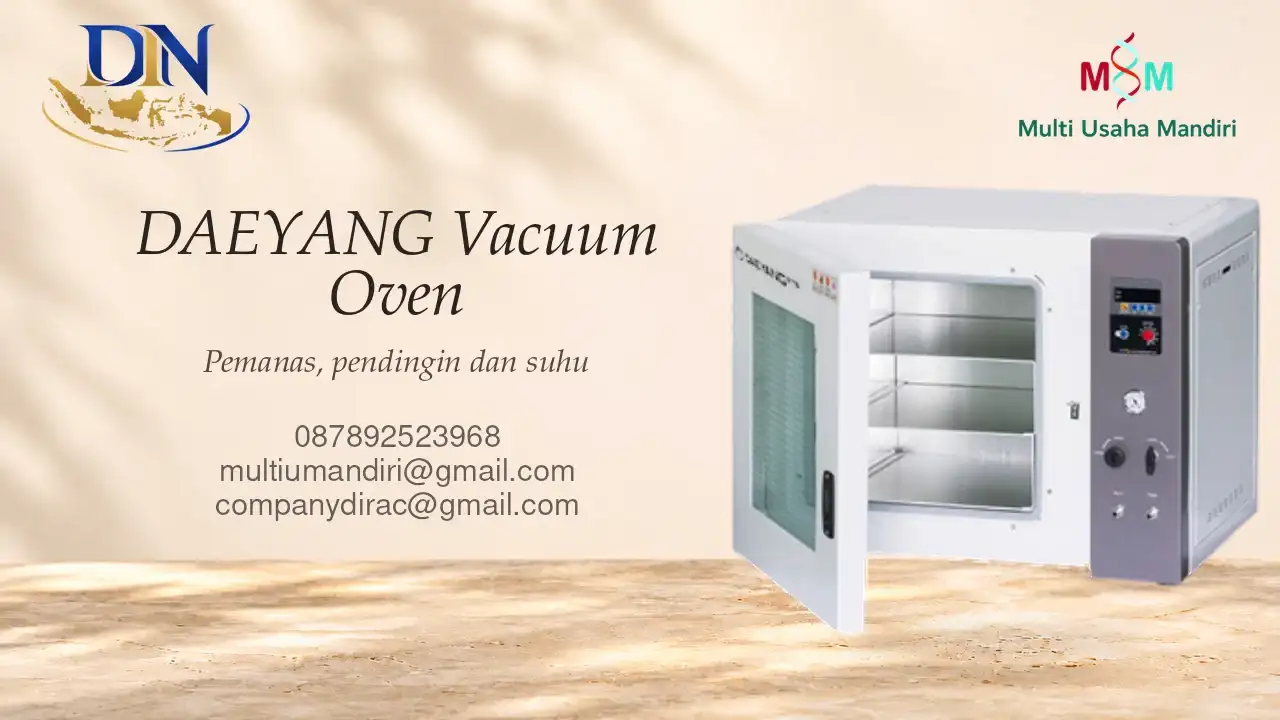 DN
MSM
Multi Usaha Mandiri
DAEYANG Vacuum
Oven
Pemanas, pendingin dan suhu
087892523968
multiumandiri@gmail.com
companydirac@gmail.com
DAEYANG